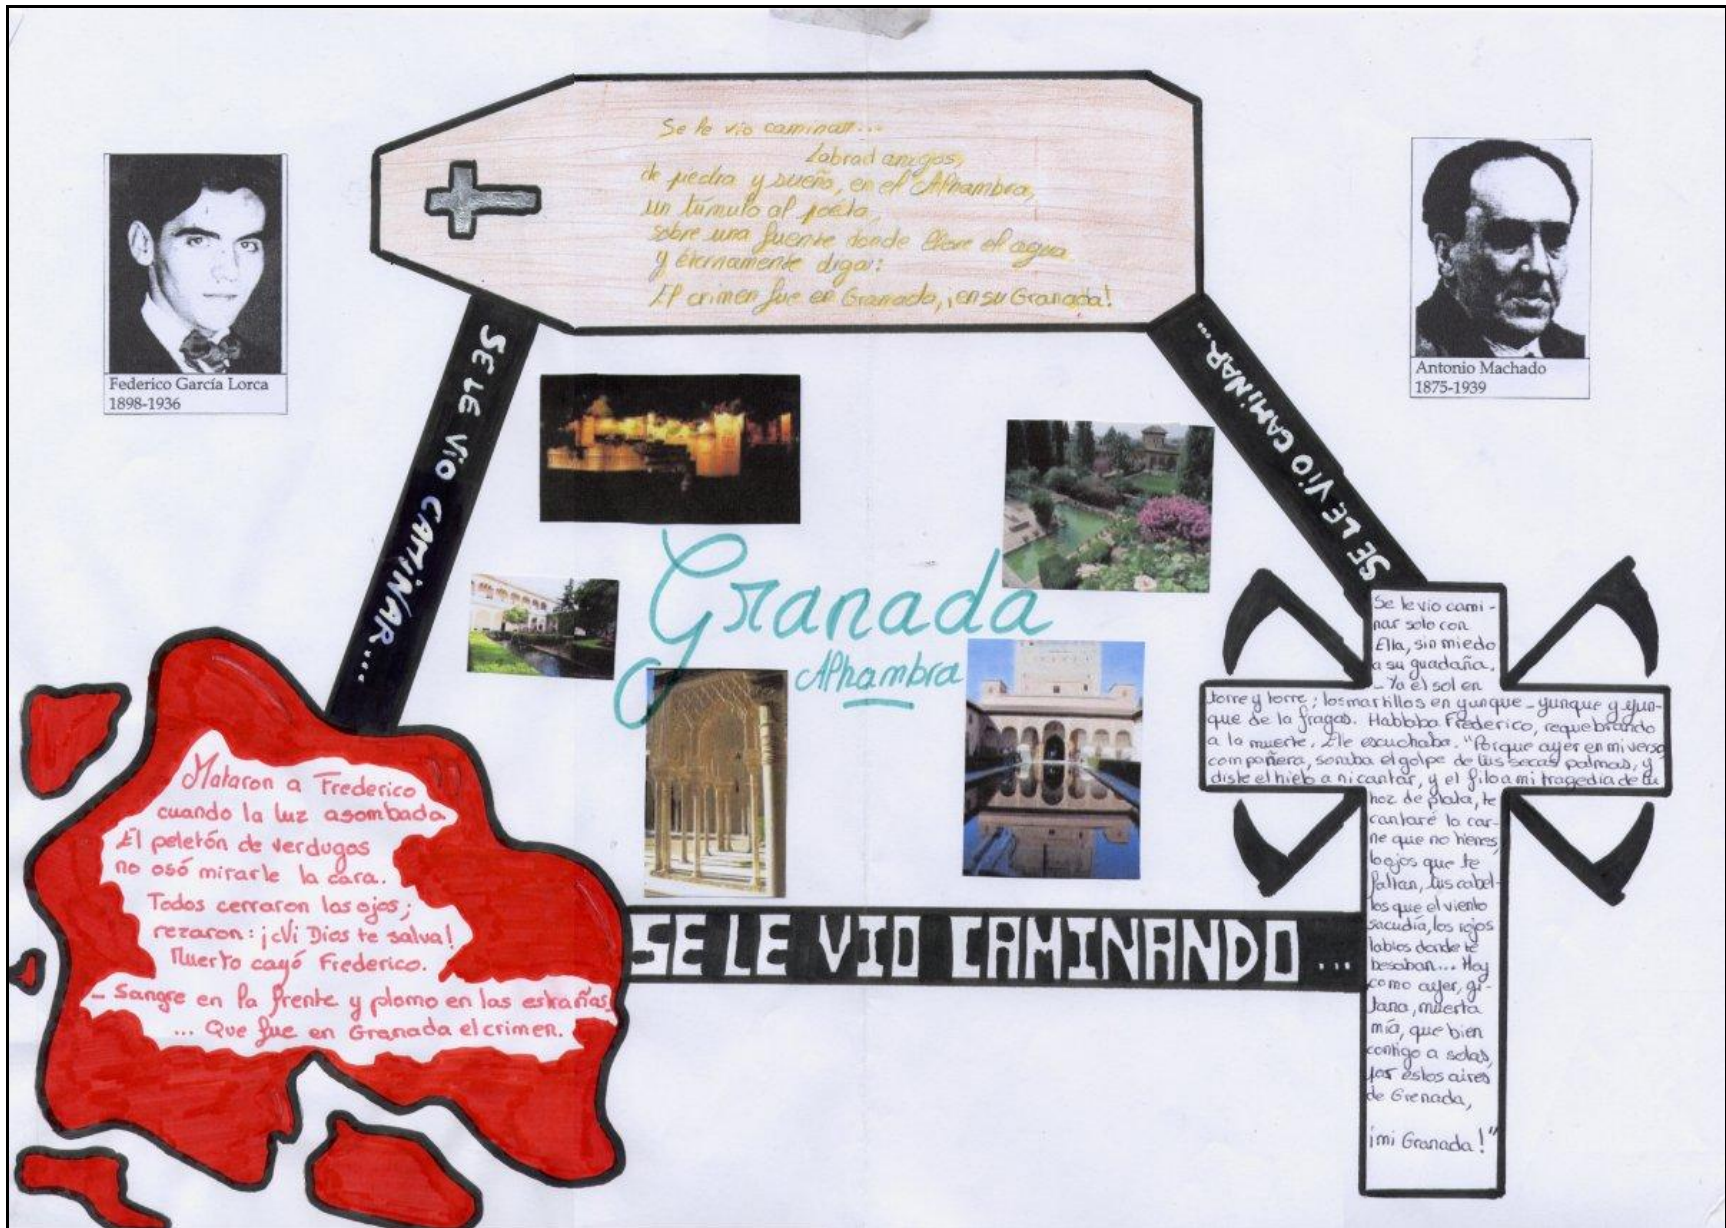 Se le vio caminar...
Labrad amigos,
de piedra y sueño, en el Alhambra,
un túmulo al poeta,
sobre una fuente donde llore el agua
y éternamente diga:
El crimen fue en Granada, ¡en su Granada!
Federico García Lorca
1898-1936
Antonio Machado
1875-1939
SE LE ViO CAMiNAR...
SE LE ViO CAMiNAR...
Granada
Alhambra
Mataron a Frederico
cuando la luz asombada
El peletón de verdugos
no osó mirarle la cara.
Todos cerraron los ojos;
rezaron: ¡cVi Dios te salva!
Muerto cayó Frederico.
- Sangre en la frente y plomo en las estrañas
... Que fue en Granada el crimen.
SE LE VIO CAMINANDO...
Se le vio cami-
nar solo con
Ella, sin miedo
a su guadaña.
- Ya el sol en
torre y torre; los martillos en yunque - yunque y yun-
que de la fragas. Hablaba Frederico, requebrando
a la muerte. Ele escuchaba. "Porque ayer en mi verso
compañera, sonaba el golpe de tus secas palmas, y
diste el hielo a ni cantar, y el filo a mi tragedia de tu
hoz de plata, te
cantaré la car-
ne que no tienes,
lo ojos que te
faltan, tus cabel-
los que el viento
sacudía, los rojos
labios donde te
besaban... Hoy
como ayer, gi-
tana, muerta
mía, que bien
contigo a solas,
por estos aires
de Grenada,
¡mi Granada!"